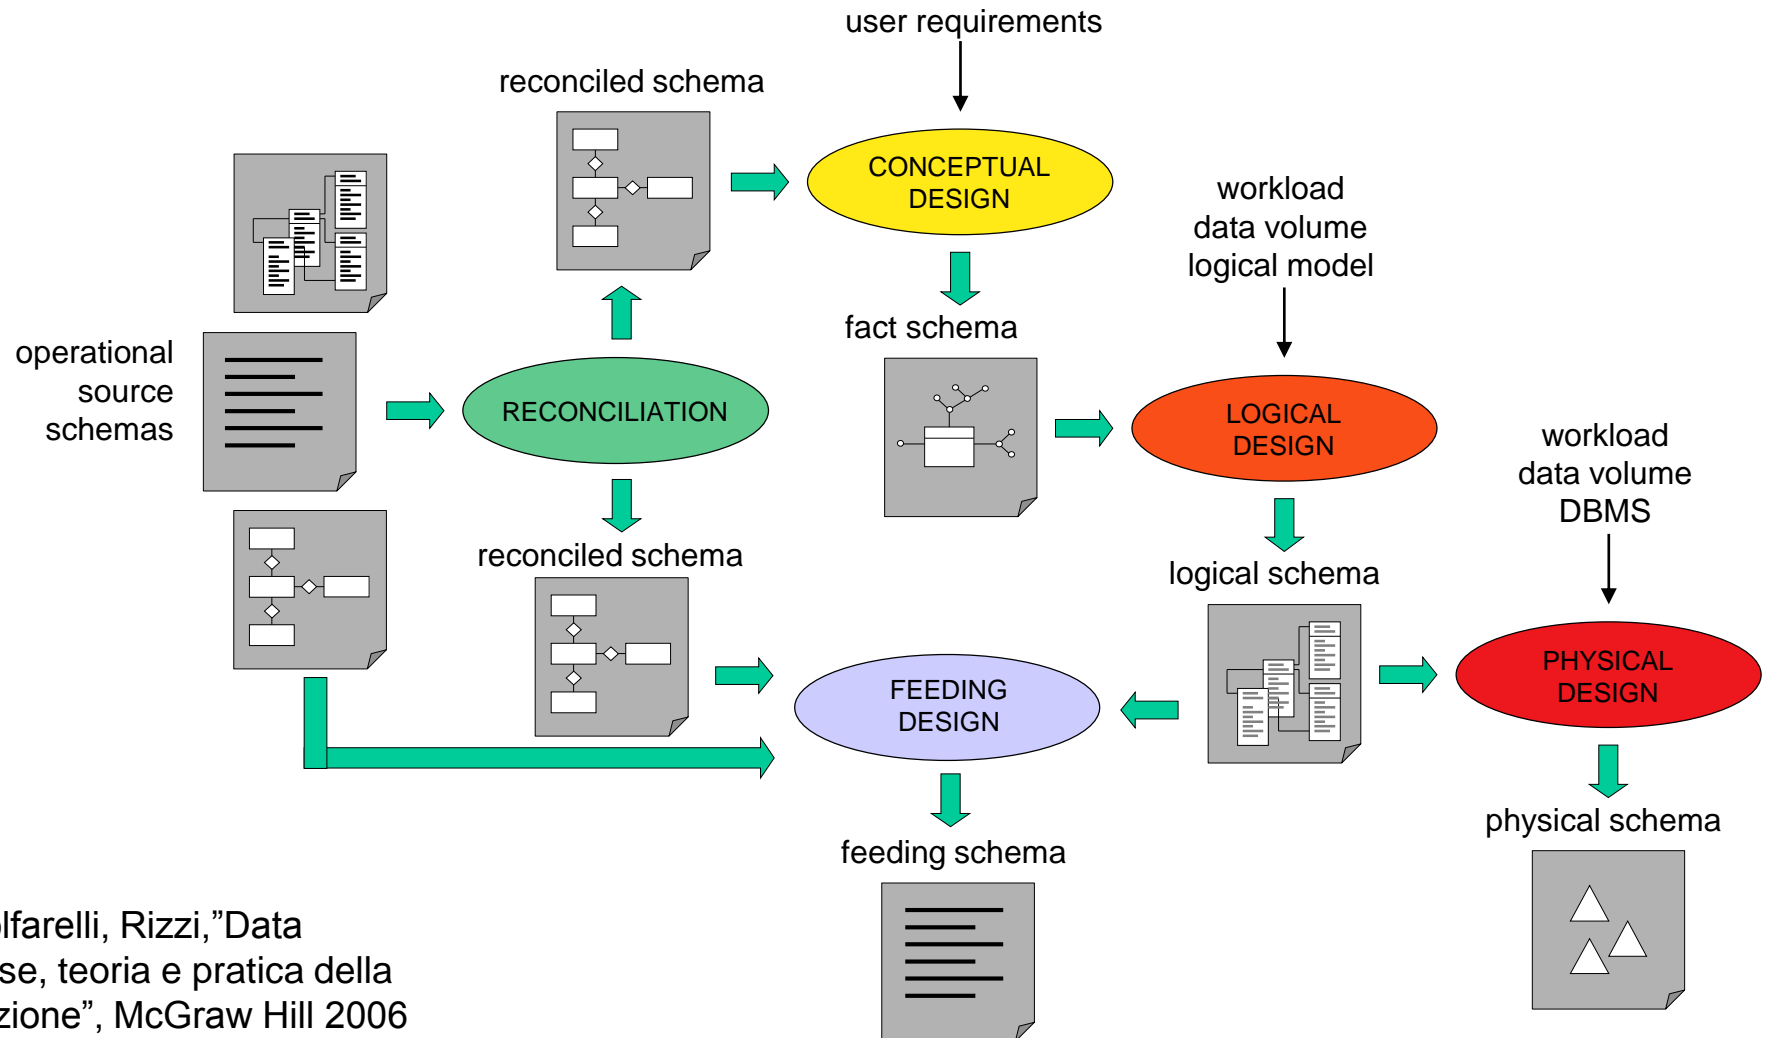 user requirements
reconciled schema
CONCEPTUAL
DESIGN
workload
data volume
logical model
operational
source
schemas
RECONCILIATION
fact schema
LOGICAL
DESIGN
workload
data volume
DBMS
reconciled schema
logical schema
FEEDING
DESIGN
PHYSICAL
DESIGN
feeding schema
physical schema
lfarelli, Rizzi,”Data
se, teoria e pratica della
zione”, McGraw Hill 2006